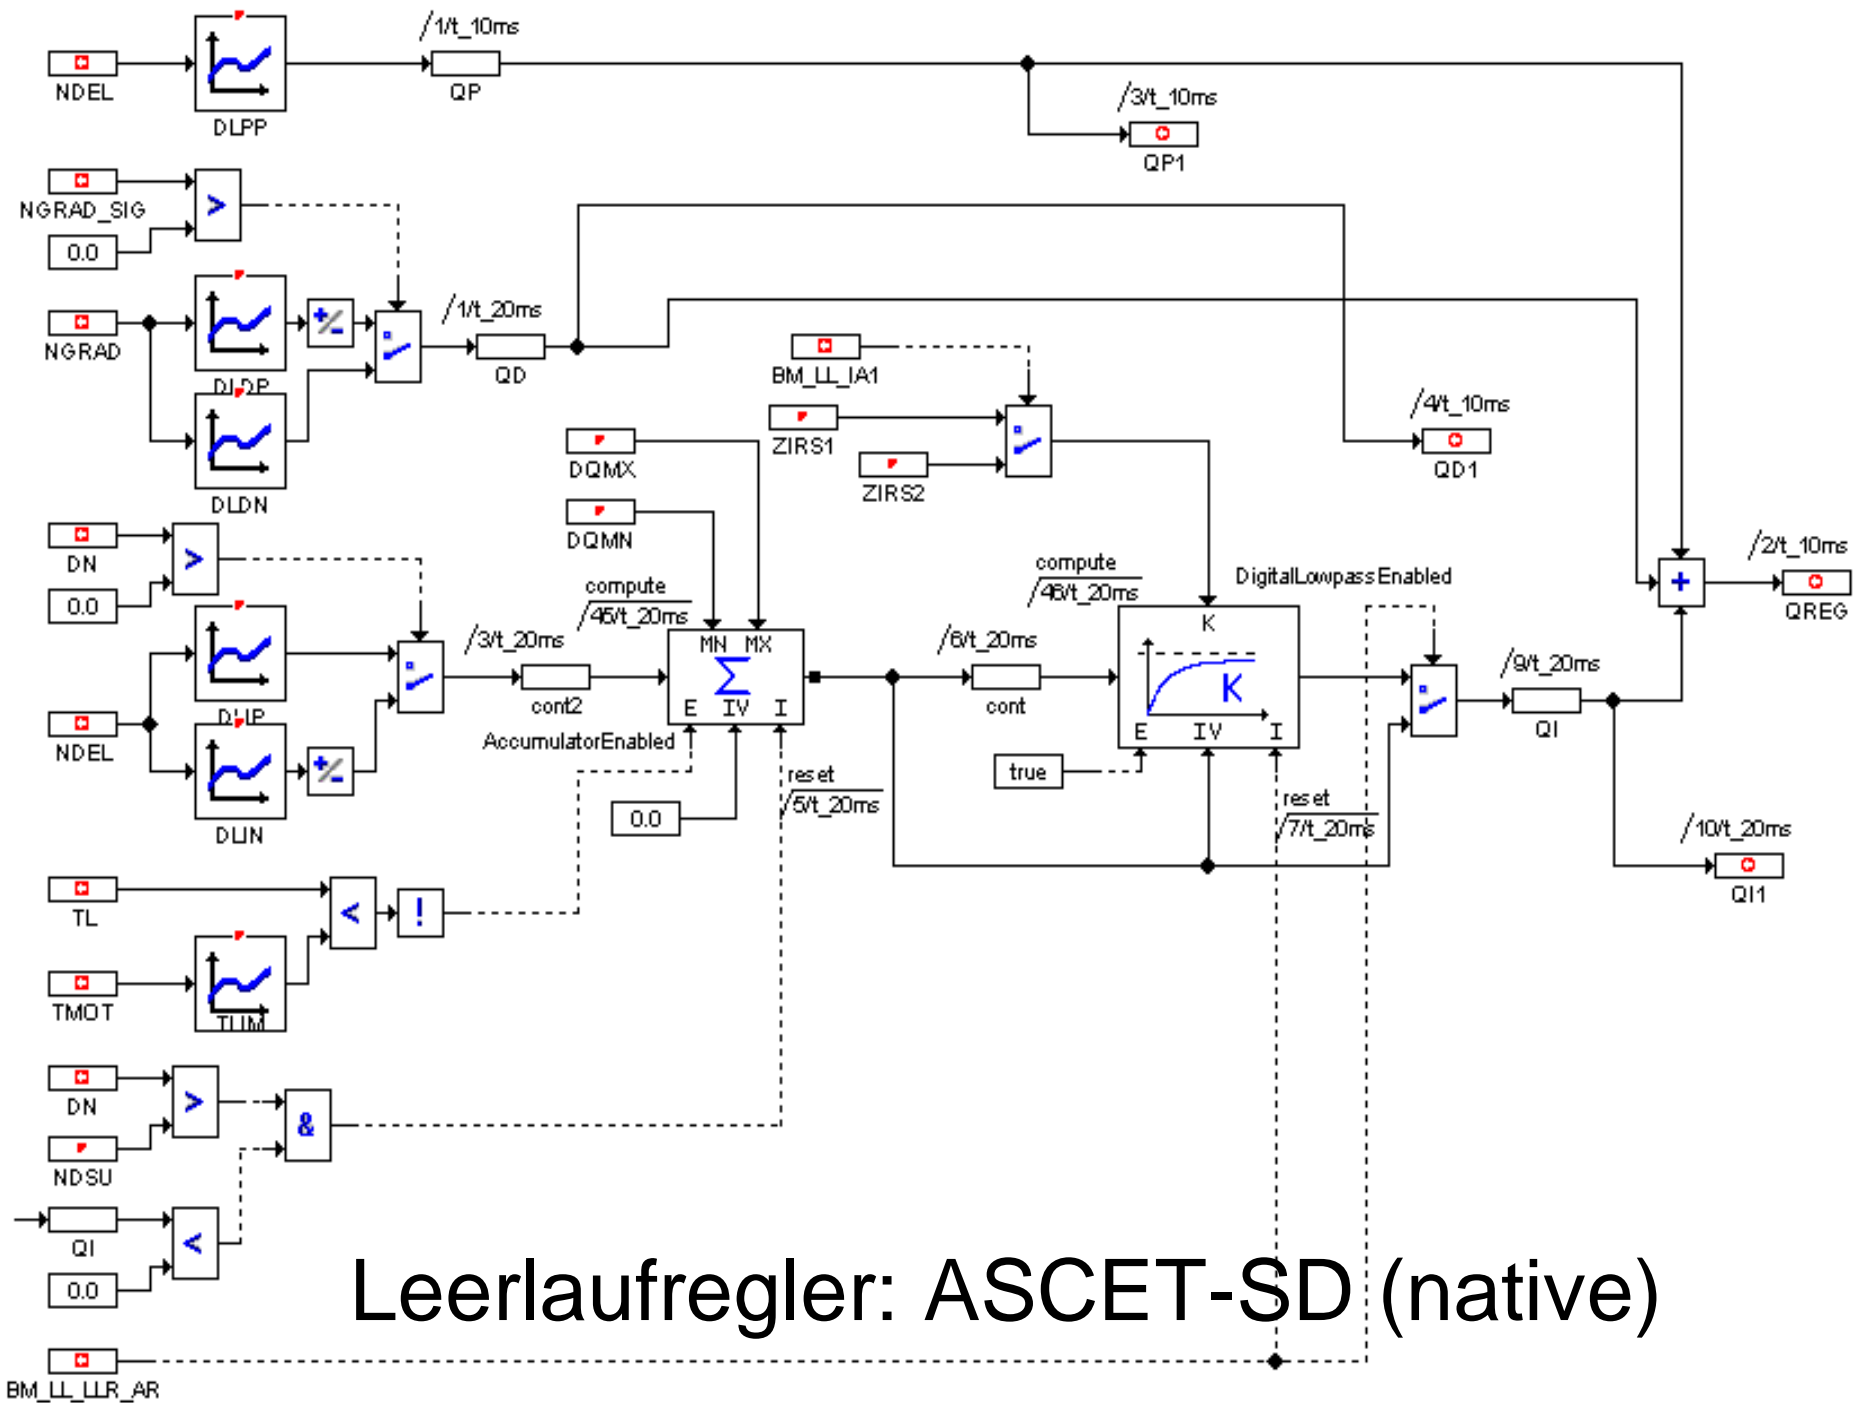 /1/t_10ms
NDEL
QP
DLPP
/3/t_10ms
QP1
NGRAD_SIG
>
0.0
/1/t_20ms
NGRAD
QD
BM_LL_IA1
DLDP
/4/t_10ms
ZIRS1
DQMX
QD1
ZIRS2
DLDN
DQMN
DN
>
/2/t_10ms
compute
/46/t_20ms
DigitalLowpassEnabled
compute
/45/t_20ms
0.0
+
QREG
K
/3/t_20ms
MN MX
/6/t_20ms
/9/t_20ms
Σ
K
cont2
cont
E IV I
DLIP
QI
E IV I
NDEL
AccumulatorEnabled
true
reset
/5/t_20ms
reset
/7/t_20ms
0.0
DLIN
/10/t_20ms
QI1
TL
<
!
TMOT
TLIM
DN
>
&
NDSU
QI
<
0.0
Leerlaufregler: ASCET-SD (native)
BM_LL_LLR_AR